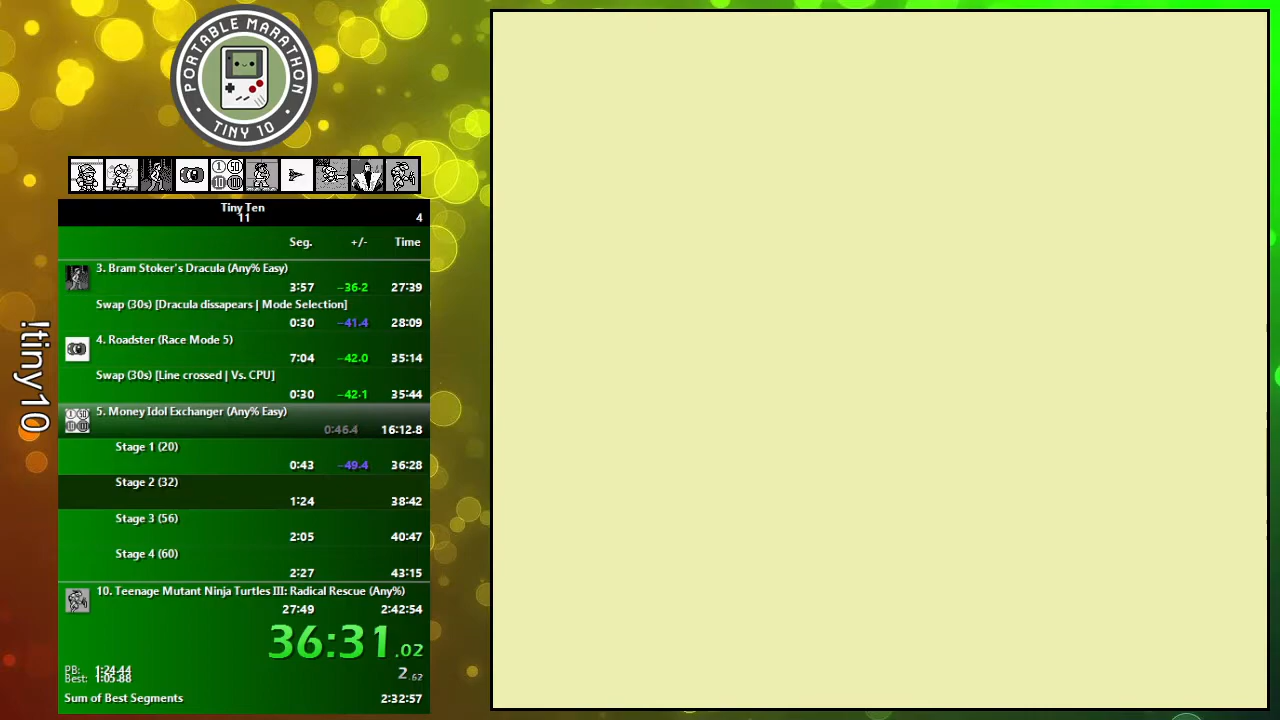 PORTABLE MARATHON
• TINY 10 •
!tiny10
Tiny Ten
11 4
Seg. +/- Time
3. Bram Stoker's Dracula (Any% Easy)
3:57 −36.2 27:39
Swap (30s) [Dracula dissapears | Mode Selection]
0:30 −41.4 28:09
4. Roadster (Race Mode 5)
7:04 −42.0 35:14
Swap (30s) [Line crossed | Vs. CPU]
0:30 −42.1 35:44
5. Money Idol Exchanger (Any% Easy)
0:46.4 16:12.8
Stage 1 (20)
0:43 −49.4 36:28
Stage 2 (32)
1:24 38:42
Stage 3 (56)
2:05 40:47
Stage 4 (60)
2:27 43:15
10. Teenage Mutant Ninja Turtles III: Radical Rescue (Any%)
27:49 2:42:54
36:31.02
PB: 1:24.44
Best: 1:05.88
2.62
Sum of Best Segments 2:32:57